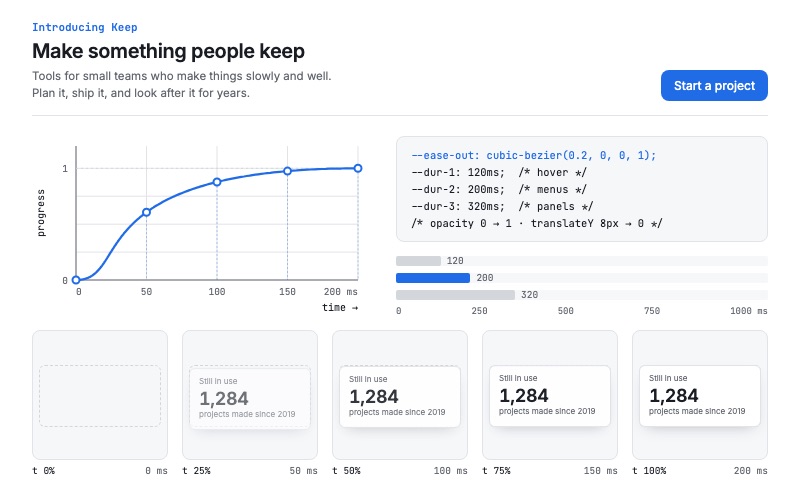 Introducing Keep
Make something people keep
Tools for small teams who make things slowly and well.
Plan it, ship it, and look after it for years.
Start a project
1
progress
0
0 50 100 150 200 ms
time →
--ease-out: cubic-bezier(0.2, 0, 0, 1);
--dur-1: 120ms; /* hover */
--dur-2: 200ms; /* menus */
--dur-3: 320ms; /* panels */
/* opacity 0 → 1 · translateY 8px → 0 */
120
200
320
0 250 500 750 1000 ms
t 0% 0 ms
Still in use
1,284
projects made since 2019
t 25% 50 ms
Still in use
1,284
projects made since 2019
t 50% 100 ms
Still in use
1,284
projects made since 2019
t 75% 150 ms
Still in use
1,284
projects made since 2019
t 100% 200 ms